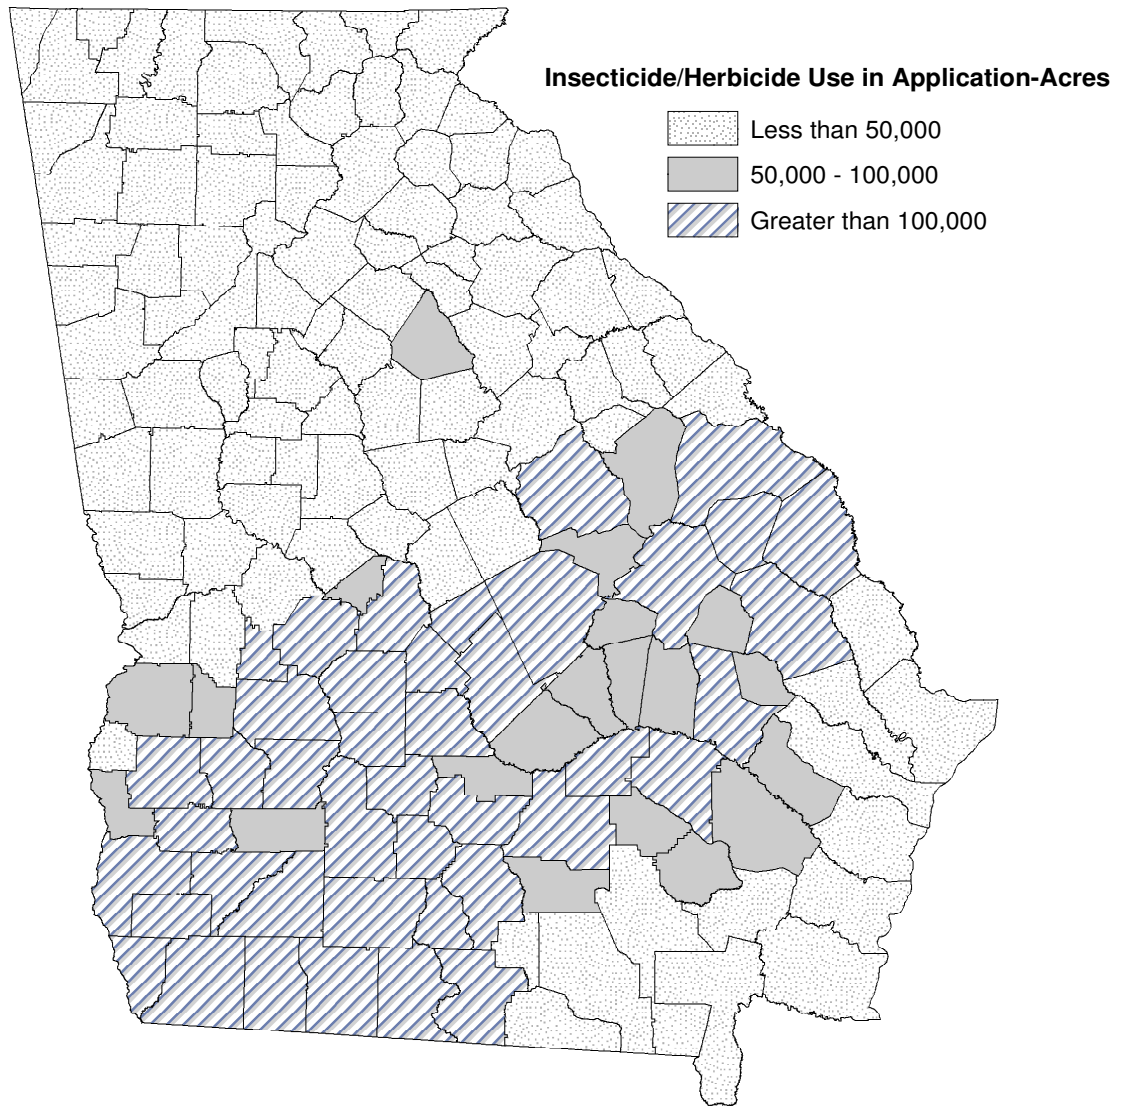 Insecticide/Herbicide Use in Application-Acres
Less than 50,000
50,000 - 100,000
Greater than 100,000